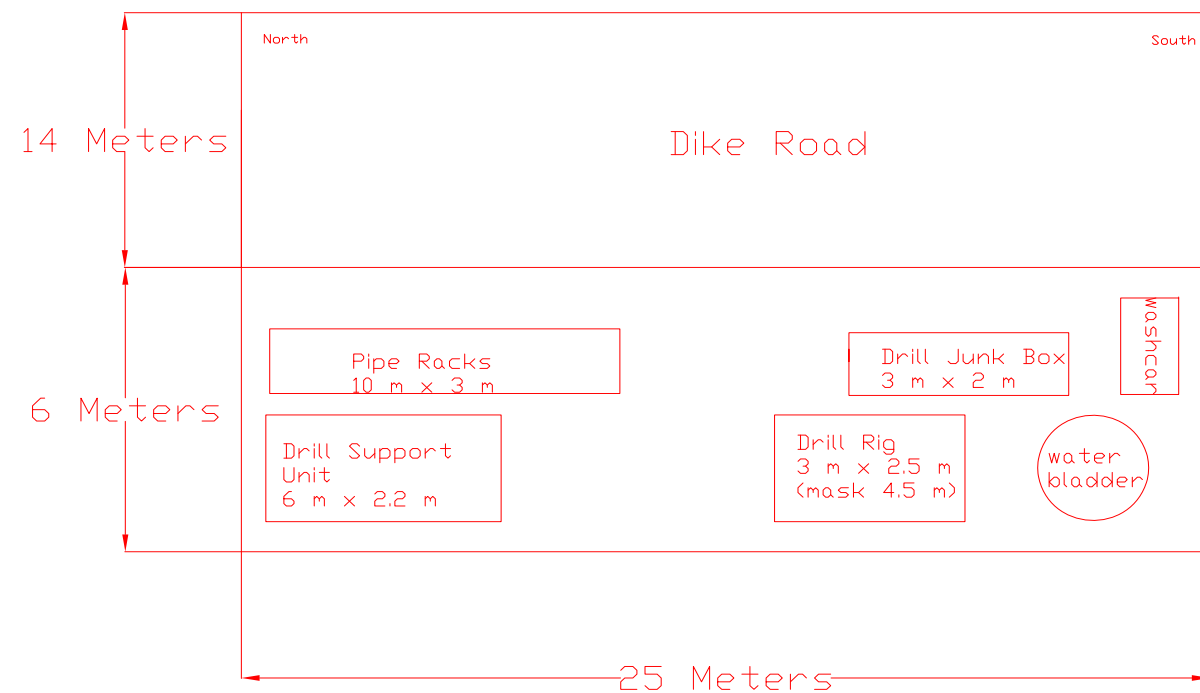 North
South
14 Meters
Dike Road
washcar
Pipe Racks
10 m x 3 m
Drill Junk Box
3 m x 2 m
6 Meters
Drill Support
Unit
6 m x 2.2 m
Drill Rig
3 m x 2.5 m
(mask 4.5 m)
water
bladder
25 Meters